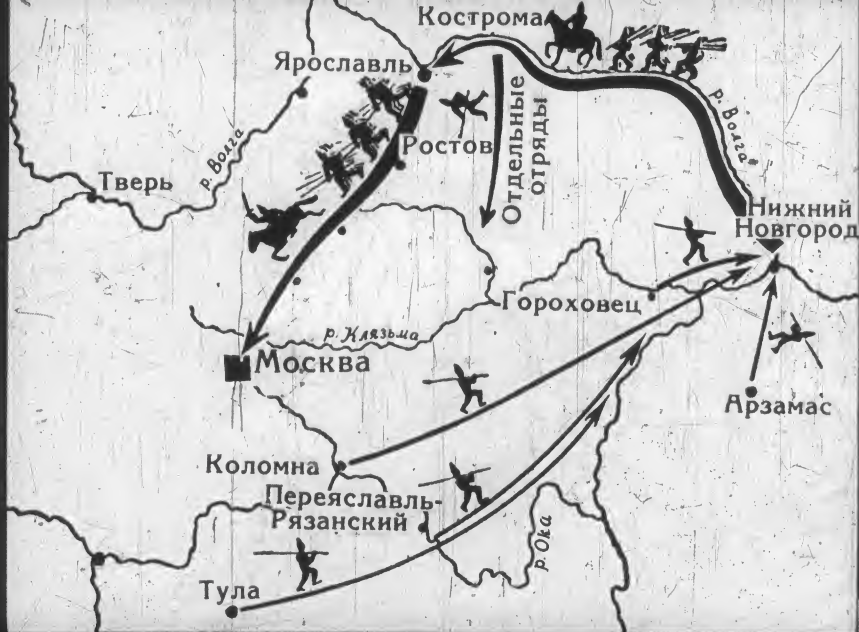 Кострома
Ярославль
р. Волга
Ростов
Отдельные
отряды
р. Волга
Тверь
Нижний
Новгород
Гороховец
р. Клязьма
Москва
Арзамас
Коломна
Переяславль-
Рязанский
р. Ока
Тула